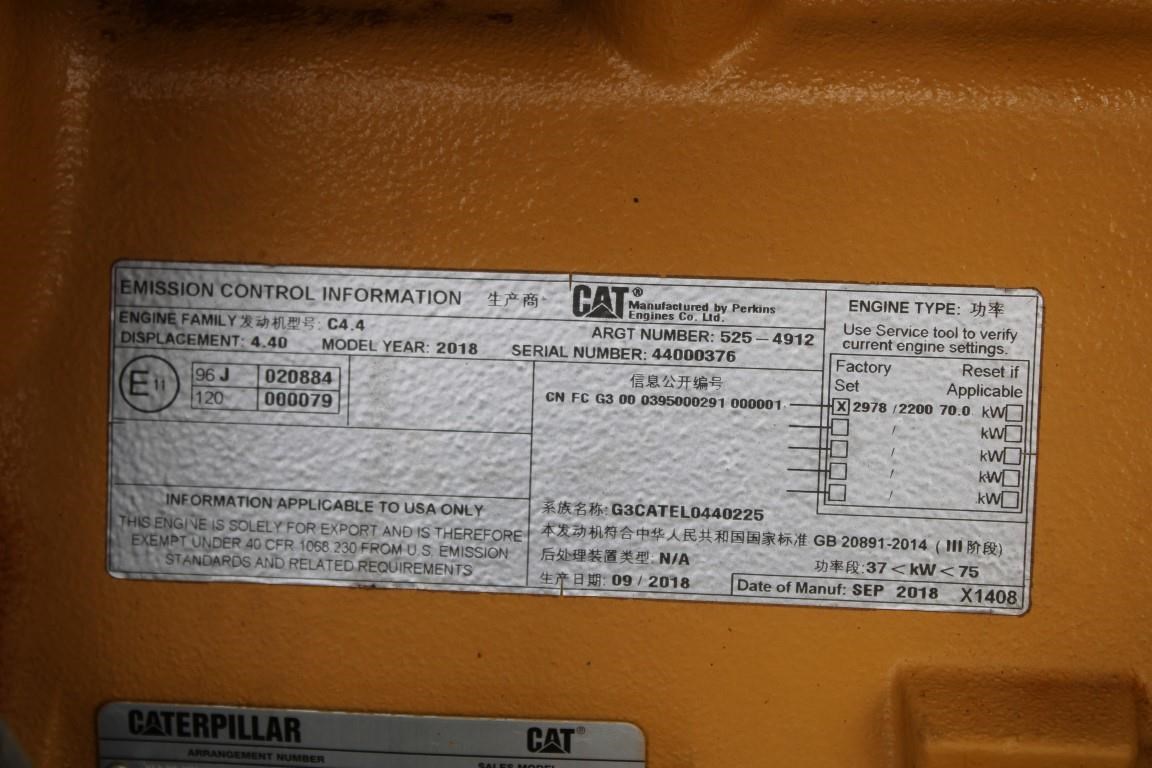 EMISSION CONTROL INFORMATION 生产商: CAT® Manufactured by Perkins Engines Co. Ltd.
ENGINE FAMILY 发动机型号: C4.4 ARGT NUMBER: 525-4912
DISPLACEMENT: 4.40 MODEL YEAR: 2018 SERIAL NUMBER: 44000376
E11
96 J 020884
120 000079
INFORMATION APPLICABLE TO USA ONLY
THIS ENGINE IS SOLELY FOR EXPORT AND IS THEREFORE
EXEMPT UNDER 40 CFR 1068.230 FROM U.S. EMISSION
STANDARDS AND RELATED REQUIREMENTS
信息公开编号
CN FC G3 00 0395000291 000001
系族名称: G3CATEL0440225
本发动机符合中华人民共和国国家标准 GB 20891-2014 (III 阶段)
后处理装置类型: N/A 功率段:37<kW<75
生产日期: 09 / 2018 Date of Manuf: SEP 2018 X1408
ENGINE TYPE: 功率
Use Service tool to verify
current engine settings.
Factory Reset if
Set Applicable
X 2978 / 2200 70.0 kW
/ kW
/ kW
/ kW
/ kW
CATERPILLAR CAT®
ARRANGEMENT NUMBER SALES MODEL